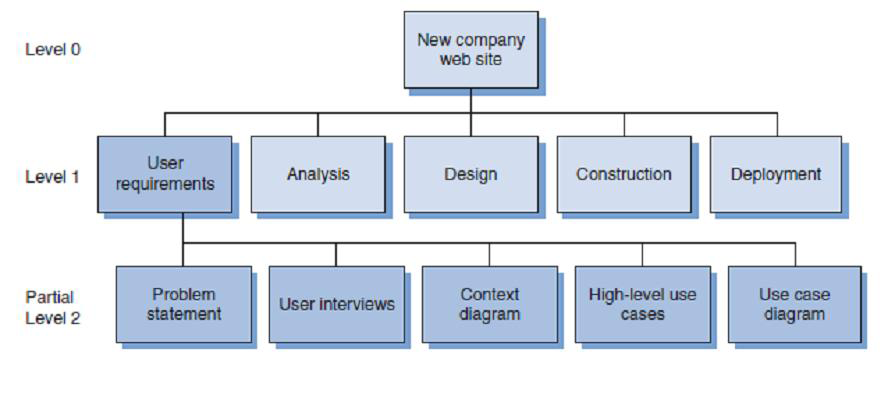 Level 0
New company
web site
Level 1
User
requirements
Analysis
Design
Construction
Deployment
Partial
Level 2
Problem
statement
User interviews
Context
diagram
High-level use
cases
Use case
diagram